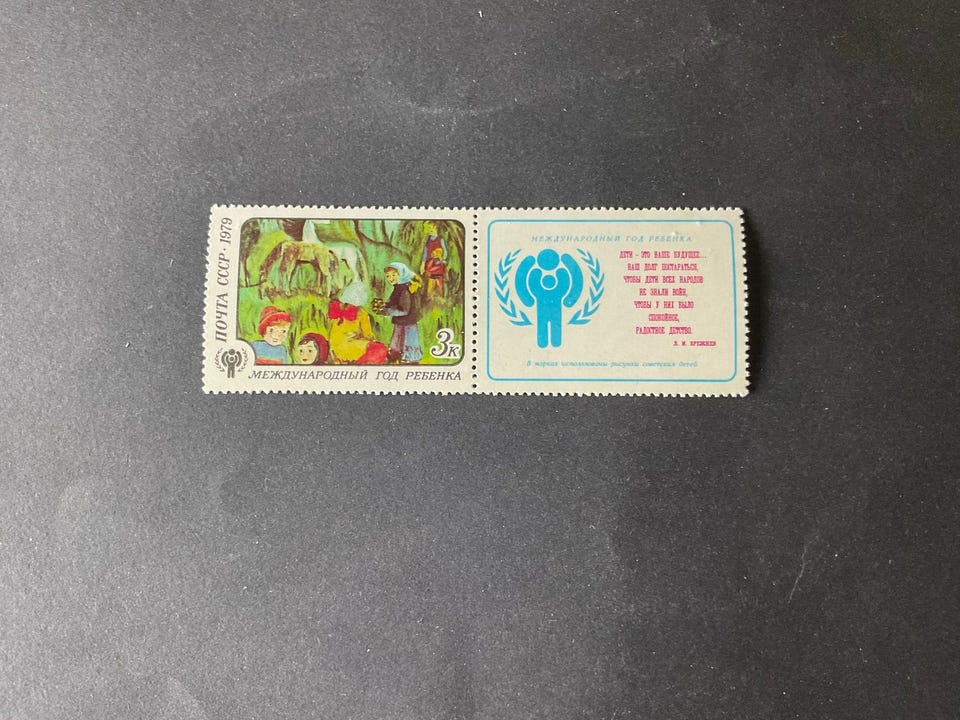 ПОЧТА СССР · 1979
3к
МЕЖДУНАРОДНЫЙ ГОД РЕБЕНКА
МЕЖДУНАРОДНЫЙ ГОД РЕБЕНКА
ДЕТИ – ЭТО НАШЕ БУДУЩЕЕ...
НАШ ДОЛГ ПОСТАРАТЬСЯ,
ЧТОБЫ ДЕТИ ВСЕХ НАРОДОВ
НЕ ЗНАЛИ ВОЙН,
ЧТОБЫ У НИХ БЫЛО
СПОКОЙНОЕ,
РАДОСТНОЕ ДЕТСТВО.
Л. И. БРЕЖНЕВ
В марках использованы рисунки советских детей